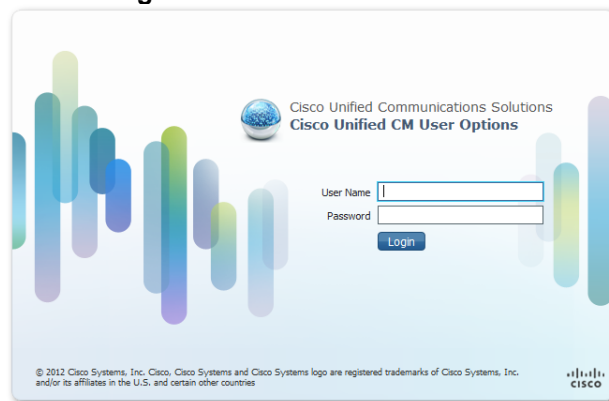 Cisco Unified Communications Solutions
Cisco Unified CM User Options
User Name
Password
Login
© 2012 Cisco Systems, Inc. Cisco, Cisco Systems and Cisco Systems logo are registered trademarks of Cisco Systems, Inc.
and/or its affiliates in the U.S. and certain other countries
CISCO